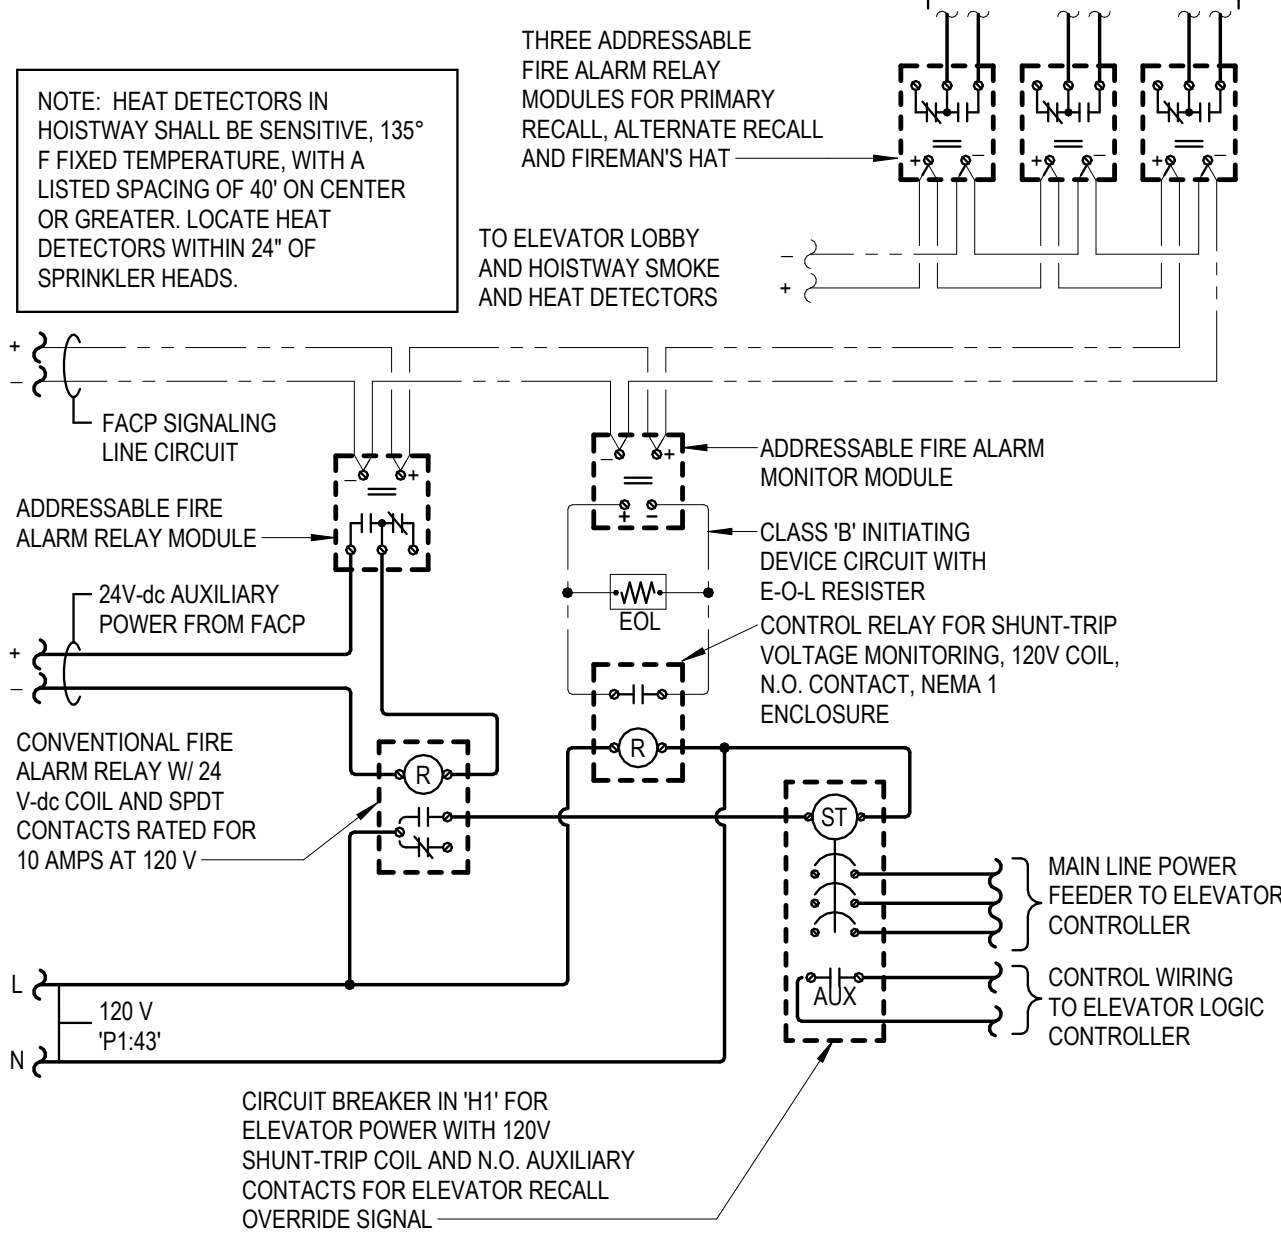 THREE ADDRESSABLE
FIRE ALARM RELAY
MODULES FOR PRIMARY
RECALL, ALTERNATE RECALL
AND FIREMAN'S HAT
NOTE: HEAT DETECTORS IN
HOISTWAY SHALL BE SENSITIVE, 135°
F FIXED TEMPERATURE, WITH A
LISTED SPACING OF 40' ON CENTER
OR GREATER. LOCATE HEAT
DETECTORS WITHIN 24" OF
SPRINKLER HEADS.
+ – + – + –
TO ELEVATOR LOBBY
AND HOISTWAY SMOKE
AND HEAT DETECTORS
–
+
+
–
FACP SIGNALING
LINE CIRCUIT
– +
– +
ADDRESSABLE FIRE ALARM
MONITOR MODULE
ADDRESSABLE FIRE
ALARM RELAY MODULE
+ –
CLASS 'B' INITIATING
DEVICE CIRCUIT WITH
E-O-L RESISTER
EOL
24V-dc AUXILIARY
POWER FROM FACP
+
–
CONTROL RELAY FOR SHUNT-TRIP
VOLTAGE MONITORING, 120V COIL,
N.O. CONTACT, NEMA 1
ENCLOSURE
R
CONVENTIONAL FIRE
ALARM RELAY W/ 24
V-dc COIL AND SPDT
CONTACTS RATED FOR
10 AMPS AT 120 V
R
ST
MAIN LINE POWER
FEEDER TO ELEVATOR
CONTROLLER
AUX
CONTROL WIRING
TO ELEVATOR LOGIC
CONTROLLER
L
120 V
'P1:43'
N
CIRCUIT BREAKER IN 'H1' FOR
ELEVATOR POWER WITH 120V
SHUNT-TRIP COIL AND N.O. AUXILIARY
CONTACTS FOR ELEVATOR RECALL
OVERRIDE SIGNAL